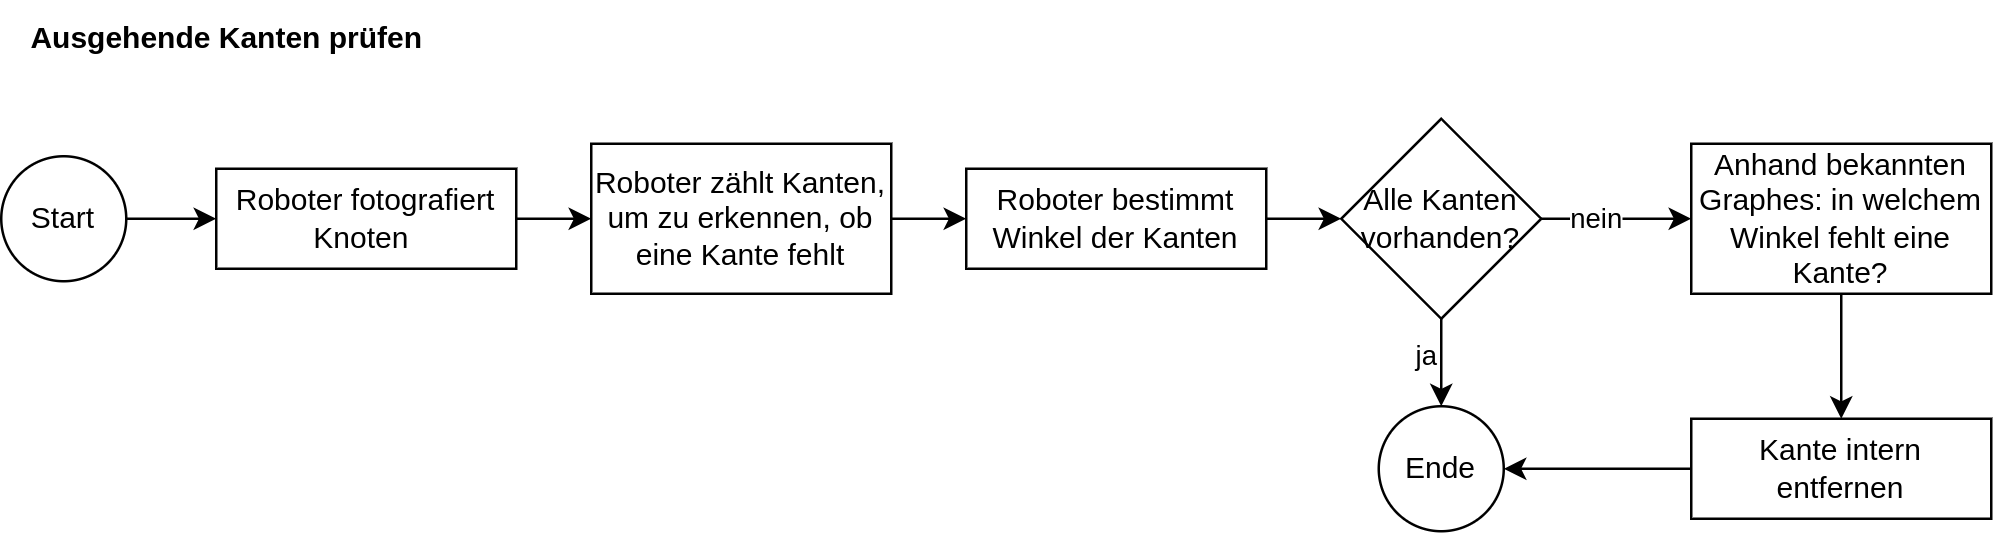 Ausgehende Kanten prüfen
Start
Roboter fotografiert
Knoten
Roboter zählt Kanten,
um zu erkennen, ob
eine Kante fehlt
Roboter bestimmt
Winkel der Kanten
Alle Kanten
vorhanden?
nein
Anhand bekannten
Graphes: in welchem
Winkel fehlt eine
Kante?
ja
Ende
Kante intern
entfernen